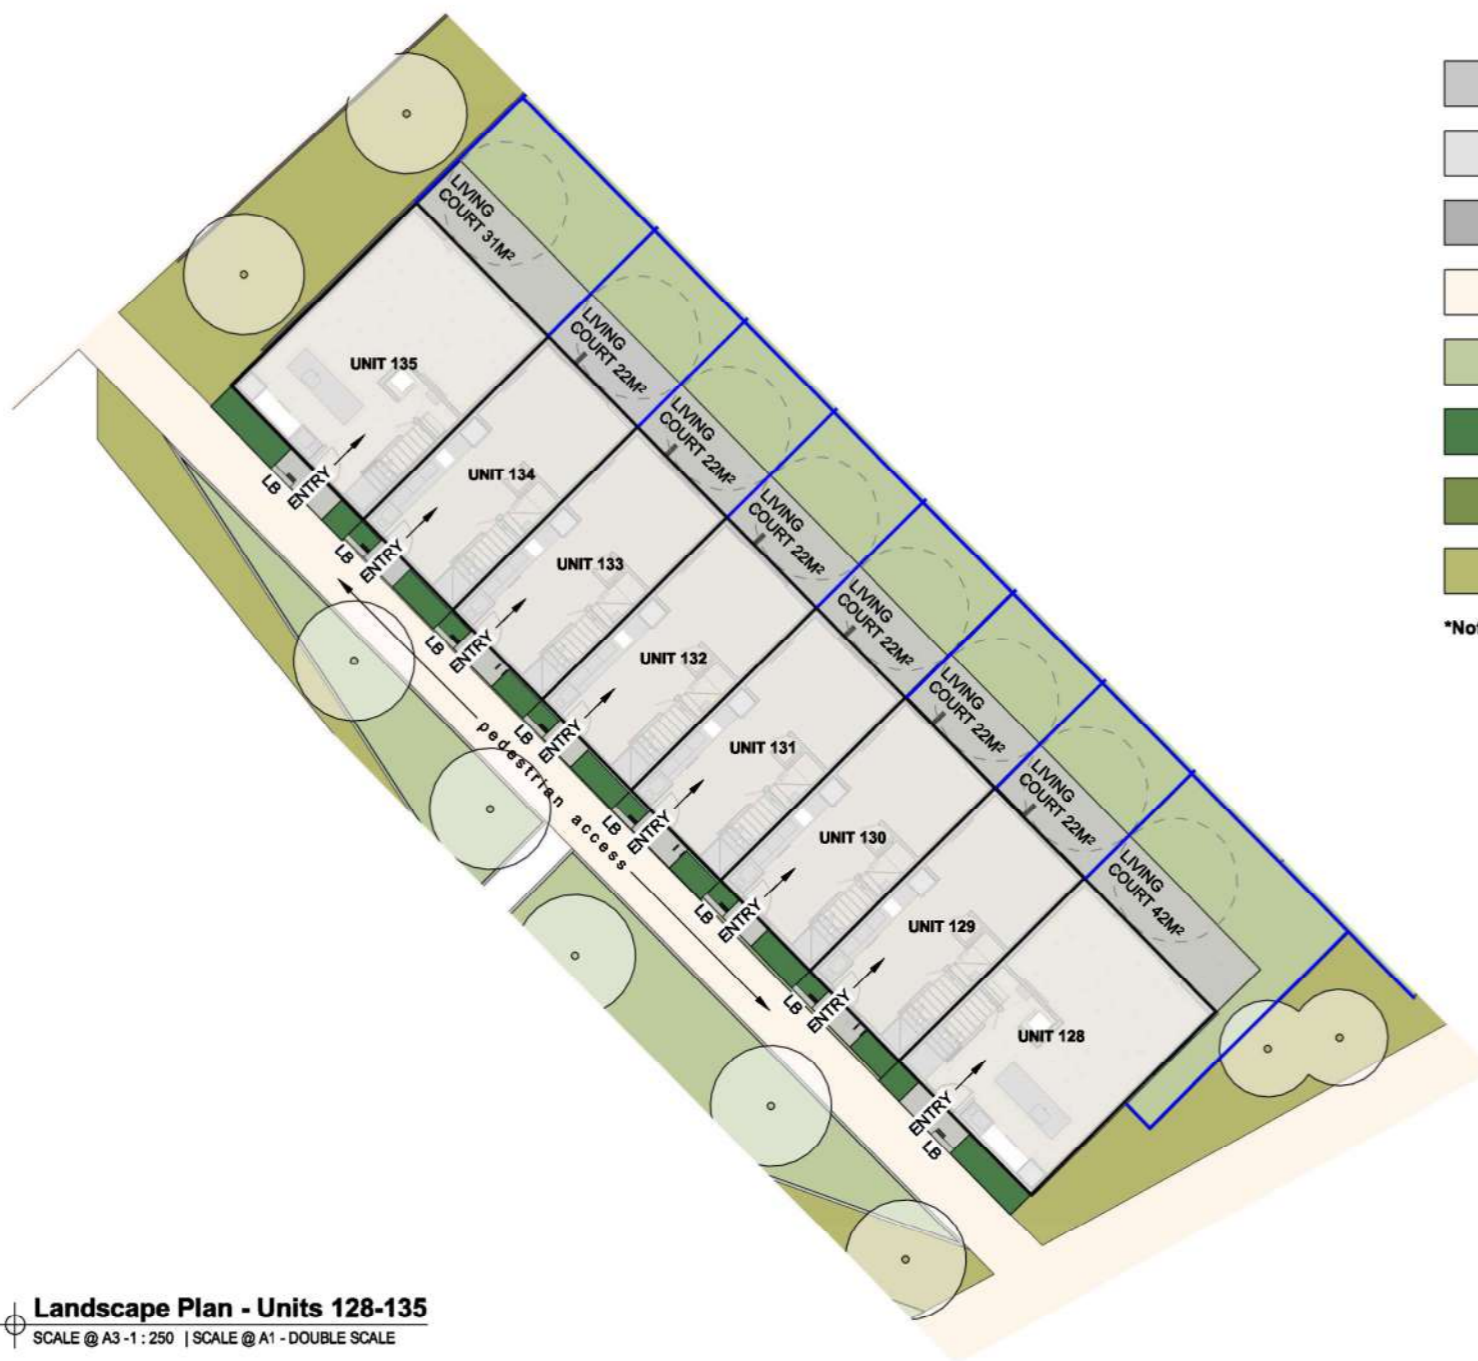 LIVING
COURT 31M²
LIVING
COURT 22M²
LIVING
COURT 22M²
LIVING
COURT 22M²
LIVING
COURT 22M²
LIVING
COURT 22M²
LIVING
COURT 22M²
LIVING
COURT 42M²
UNIT 135
UNIT 134
UNIT 133
UNIT 132
UNIT 131
UNIT 130
UNIT 129
UNIT 128
LB
ENTRY
LB
ENTRY
LB
ENTRY
LB
ENTRY
LB
ENTRY
LB
ENTRY
LB
ENTRY
ENTRY
LB
pedestrian access
*Not
Landscape Plan - Units 128-135
SCALE @ A3 -1 : 250 | SCALE @ A1 - DOUBLE SCALE